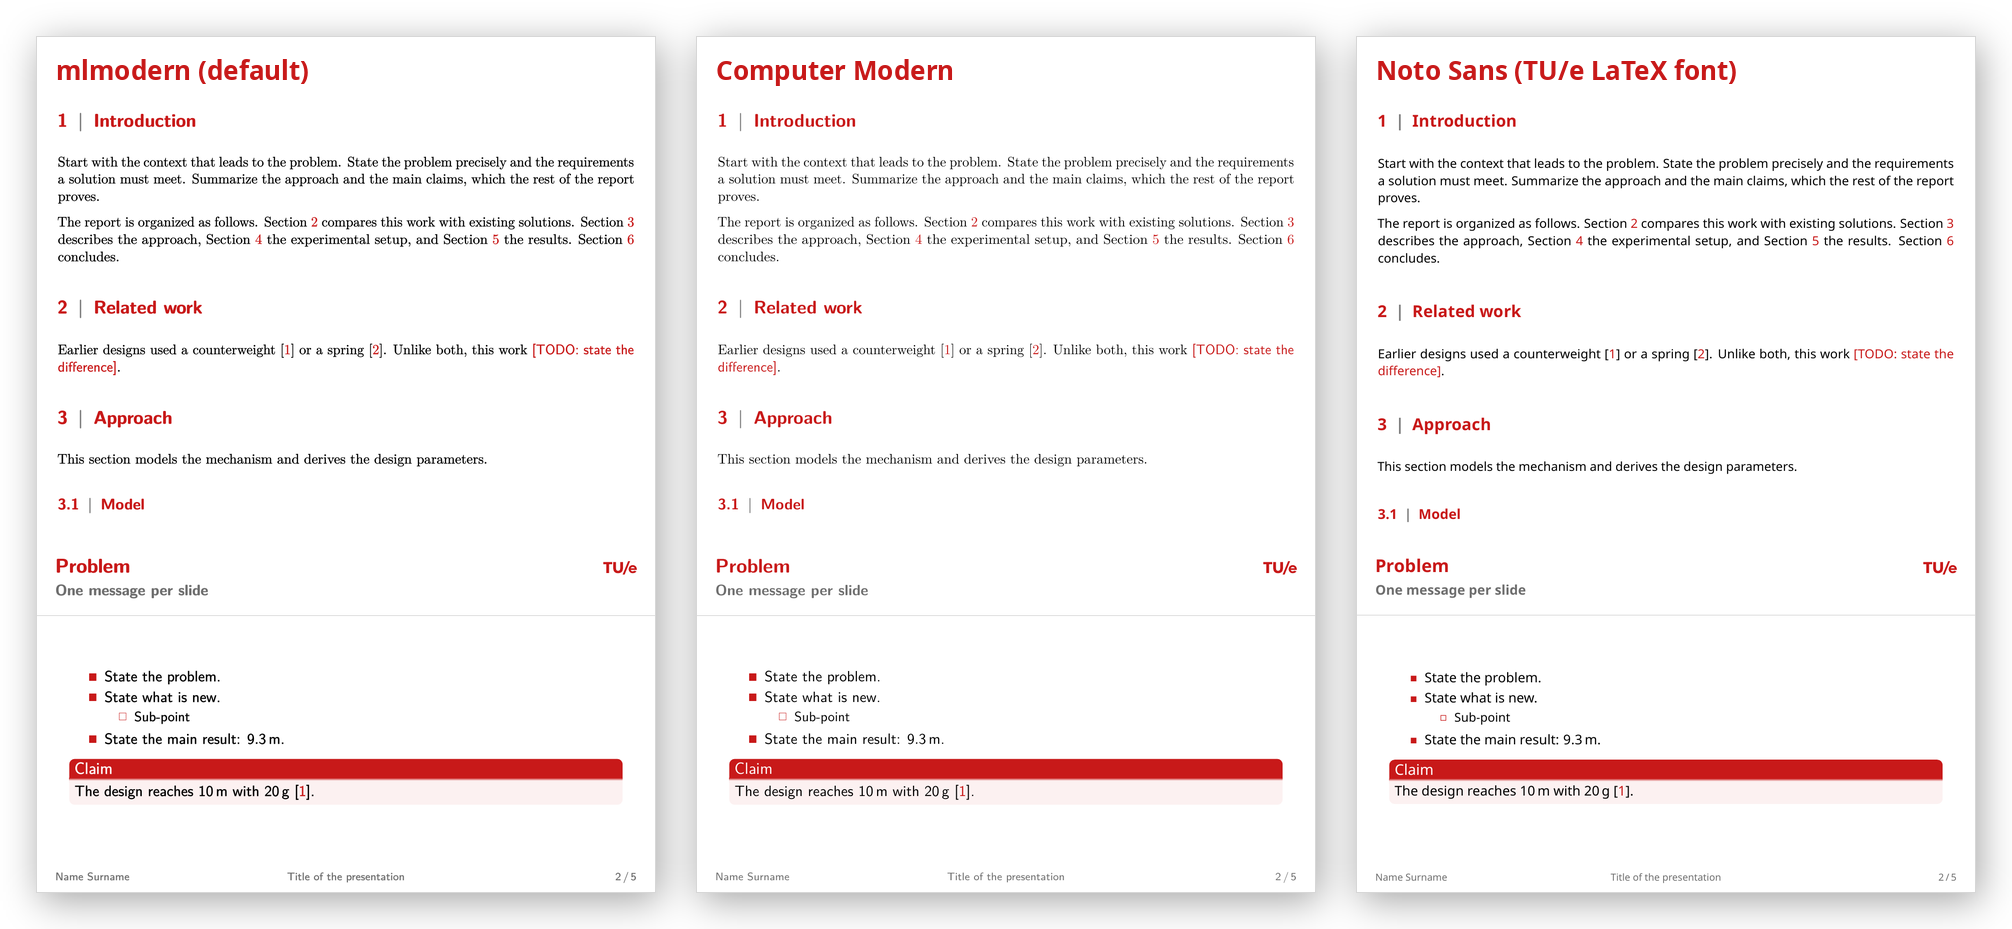 mlmodern (default)
1 | Introduction
Start with the context that leads to the problem. State the problem precisely and the requirements
a solution must meet. Summarize the approach and the main claims, which the rest of the report
proves.
The report is organized as follows. Section 2 compares this work with existing solutions. Section 3
describes the approach, Section 4 the experimental setup, and Section 5 the results. Section 6
concludes.
2 | Related work
Earlier designs used a counterweight [1] or a spring [2]. Unlike both, this work [TODO: state the
difference].
3 | Approach
This section models the mechanism and derives the design parameters.
3.1 | Model
Problem
TU/e
One message per slide
State the problem.
State what is new.
Sub-point
State the main result: 9.3 m.
Claim
The design reaches 10 m with 20 g [1].
Name Surname
Title of the presentation
2 / 5
Computer Modern
1 | Introduction
Start with the context that leads to the problem. State the problem precisely and the requirements
a solution must meet. Summarize the approach and the main claims, which the rest of the report
proves.
The report is organized as follows. Section 2 compares this work with existing solutions. Section 3
describes the approach, Section 4 the experimental setup, and Section 5 the results. Section 6
concludes.
2 | Related work
Earlier designs used a counterweight [1] or a spring [2]. Unlike both, this work [TODO: state the
difference].
3 | Approach
This section models the mechanism and derives the design parameters.
3.1 | Model
Problem
TU/e
One message per slide
State the problem.
State what is new.
Sub-point
State the main result: 9.3 m.
Claim
The design reaches 10 m with 20 g [1].
Name Surname
Title of the presentation
2 / 5
Noto Sans (TU/e LaTeX font)
1 | Introduction
Start with the context that leads to the problem. State the problem precisely and the requirements
a solution must meet. Summarize the approach and the main claims, which the rest of the report
proves.
The report is organized as follows. Section 2 compares this work with existing solutions. Section 3
describes the approach, Section 4 the experimental setup, and Section 5 the results. Section 6
concludes.
2 | Related work
Earlier designs used a counterweight [1] or a spring [2]. Unlike both, this work [TODO: state the
difference].
3 | Approach
This section models the mechanism and derives the design parameters.
3.1 | Model
Problem
TU/e
One message per slide
State the problem.
State what is new.
Sub-point
State the main result: 9.3 m.
Claim
The design reaches 10 m with 20 g [1].
Name Surname
Title of the presentation
2 / 5